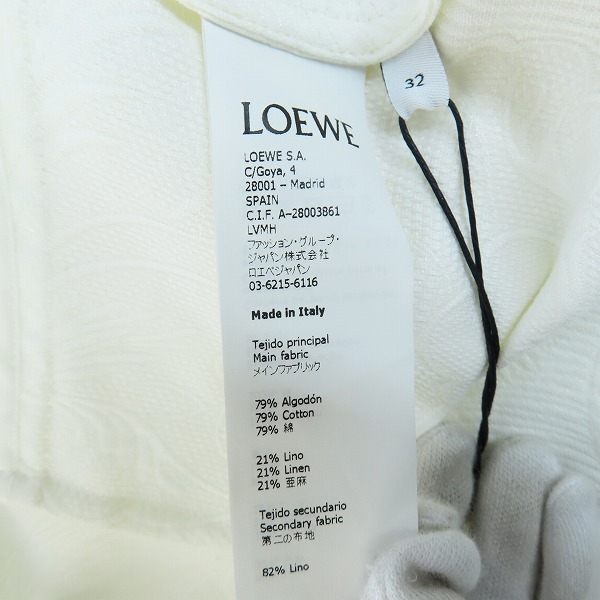 32
LOEWE
LOEWE S.A.
C/Goya, 4
28001 – Madrid
SPAIN
C.I.F. A-28003861
LVMH
ファッション・グループ・
ジャパン株式会社
ロエベジャパン
03-6215-6116
Made in Italy
Tejido principal
Main fabric
メインファブリック
79% Algodón
79% Cotton
79% 綿
21% Lino
21% Linen
21% 亜麻
Tejido secundario
Secondary fabric
第二の布地
82% Lino